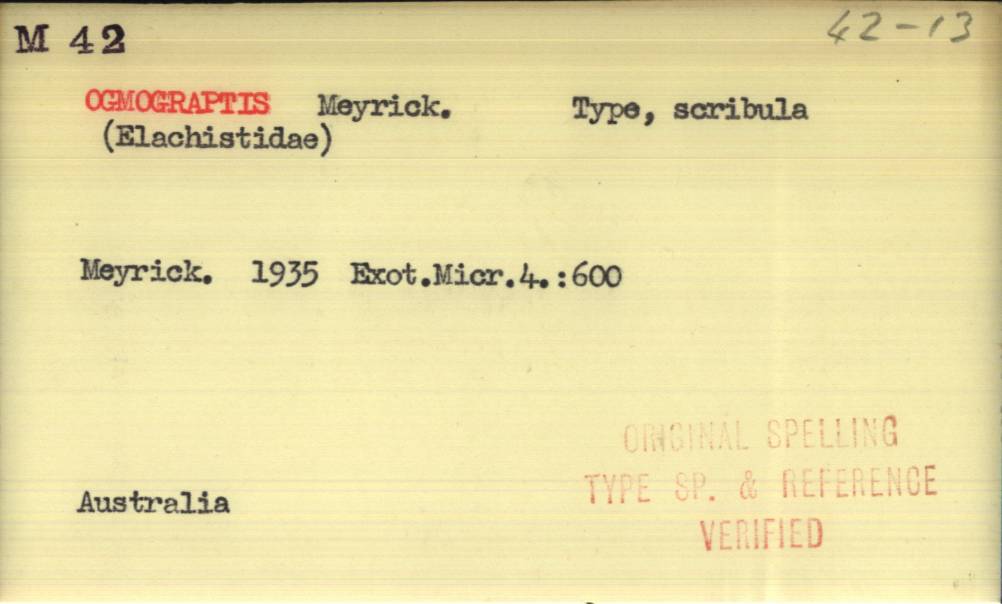 M 42 42-13
OGMOGRAPTIS Meyrick. Type, scribula
(Elachistidae)
Meyrick. 1935 Exot.Micr.4.:600
ORIGINAL SPELLING
TYPE SP. & REFERENCE
VERIFIED
Australia